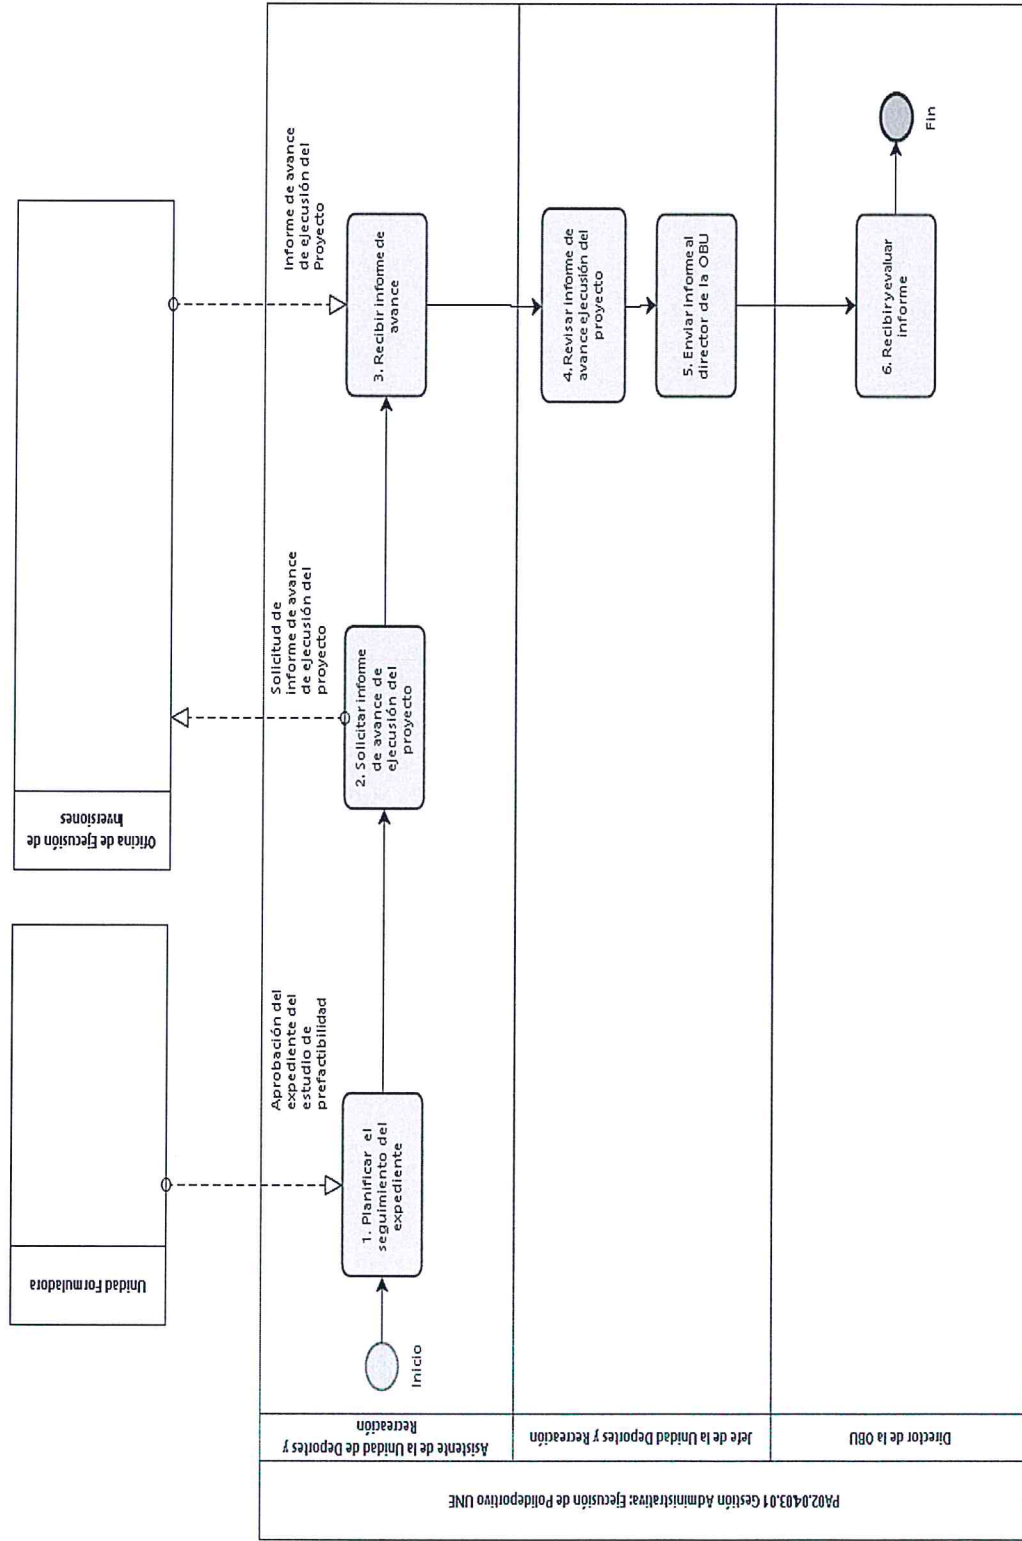 Unidad Formuladora
Oficina de Ejecusión de
Inversiones
PA02.04.03.01 Gestión Administrativa: Ejecusión de Polideportivo UNE
Asistente de la de la Unidad de Deportes y
Recreación
Inicio
Aprobación del
expediente del
estudio de
prefactibilidad
1. Planificar el
seguimiento del
expediente
Solicitud de
informe de avance
de ejecusión del
proyecto
2. Solicitar informe
de avance de
ejecusión del
proyecto
Informe de avance
de ejecusión del
Proyecto
3. Recibir informe de
avance
Jefe de la Unidad Deportes y Recreación
4. Revisar informe de
avance ejecusión del
proyecto
5. Enviar informe al
director de la OBU
Director de la OBU
6. Recibir y evaluar
informe
Fin